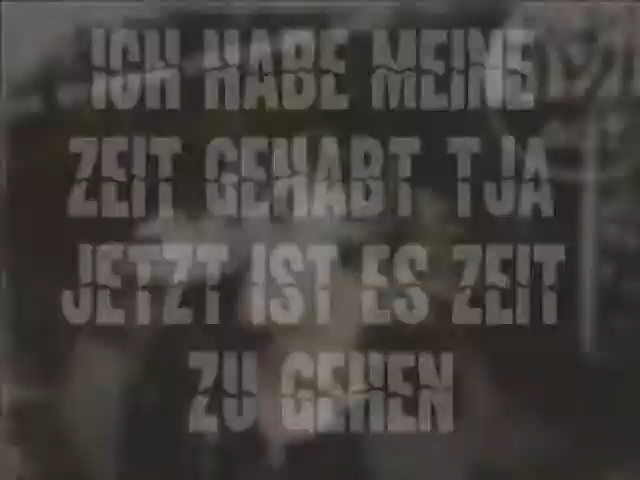 ICH HABE MEINE
ZEIT GEHABT TJA
JETZT IST ES ZEIT
ZU GEHEN